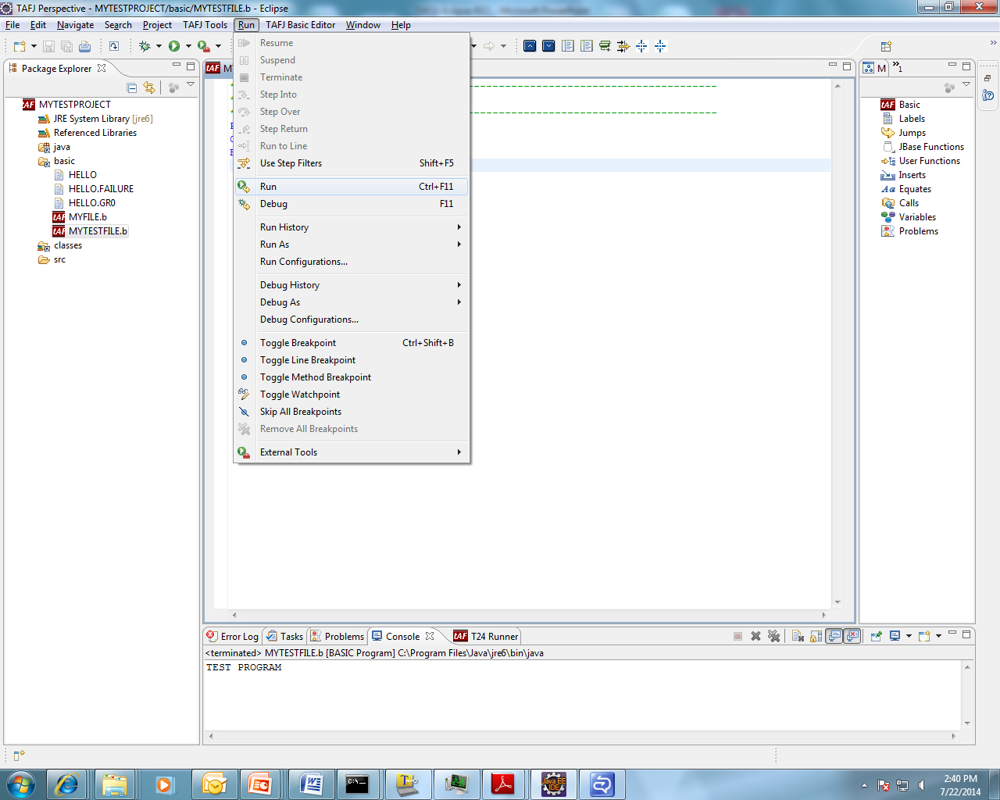 TAFJ Perspective - MYTESTPROJECT/basic/MYTESTFILE.b - Eclipse
File Edit Navigate Search Project TAFJ Tools Run TAFJ Basic Editor Window Help
Package Explorer
MYTESTPROJECT
JRE System Library [jre6]
Referenced Libraries
java
basic
HELLO
HELLO.FAILURE
HELLO.GR0
MYFILE.b
MYTESTFILE.b
classes
src
Resume
Suspend
Terminate
Step Into
Step Over
Step Return
Run to Line
Use Step Filters Shift+F5
Run Ctrl+F11
Debug F11
Run History
Run As
Run Configurations...
Debug History
Debug As
Debug Configurations...
Toggle Breakpoint Ctrl+Shift+B
Toggle Line Breakpoint
Toggle Method Breakpoint
Toggle Watchpoint
Skip All Breakpoints
Remove All Breakpoints
External Tools
M
1
Basic
Labels
Jumps
JBase Functions
User Functions
Inserts
Equates
Calls
Variables
Problems
Error Log Tasks Problems Console T24 Runner
<terminated> MYTESTFILE.b [BASIC Program] C:\Program Files\Java\jre6\bin\java
TEST PROGRAM
Java EE
IDE
2:40 PM
7/22/2014